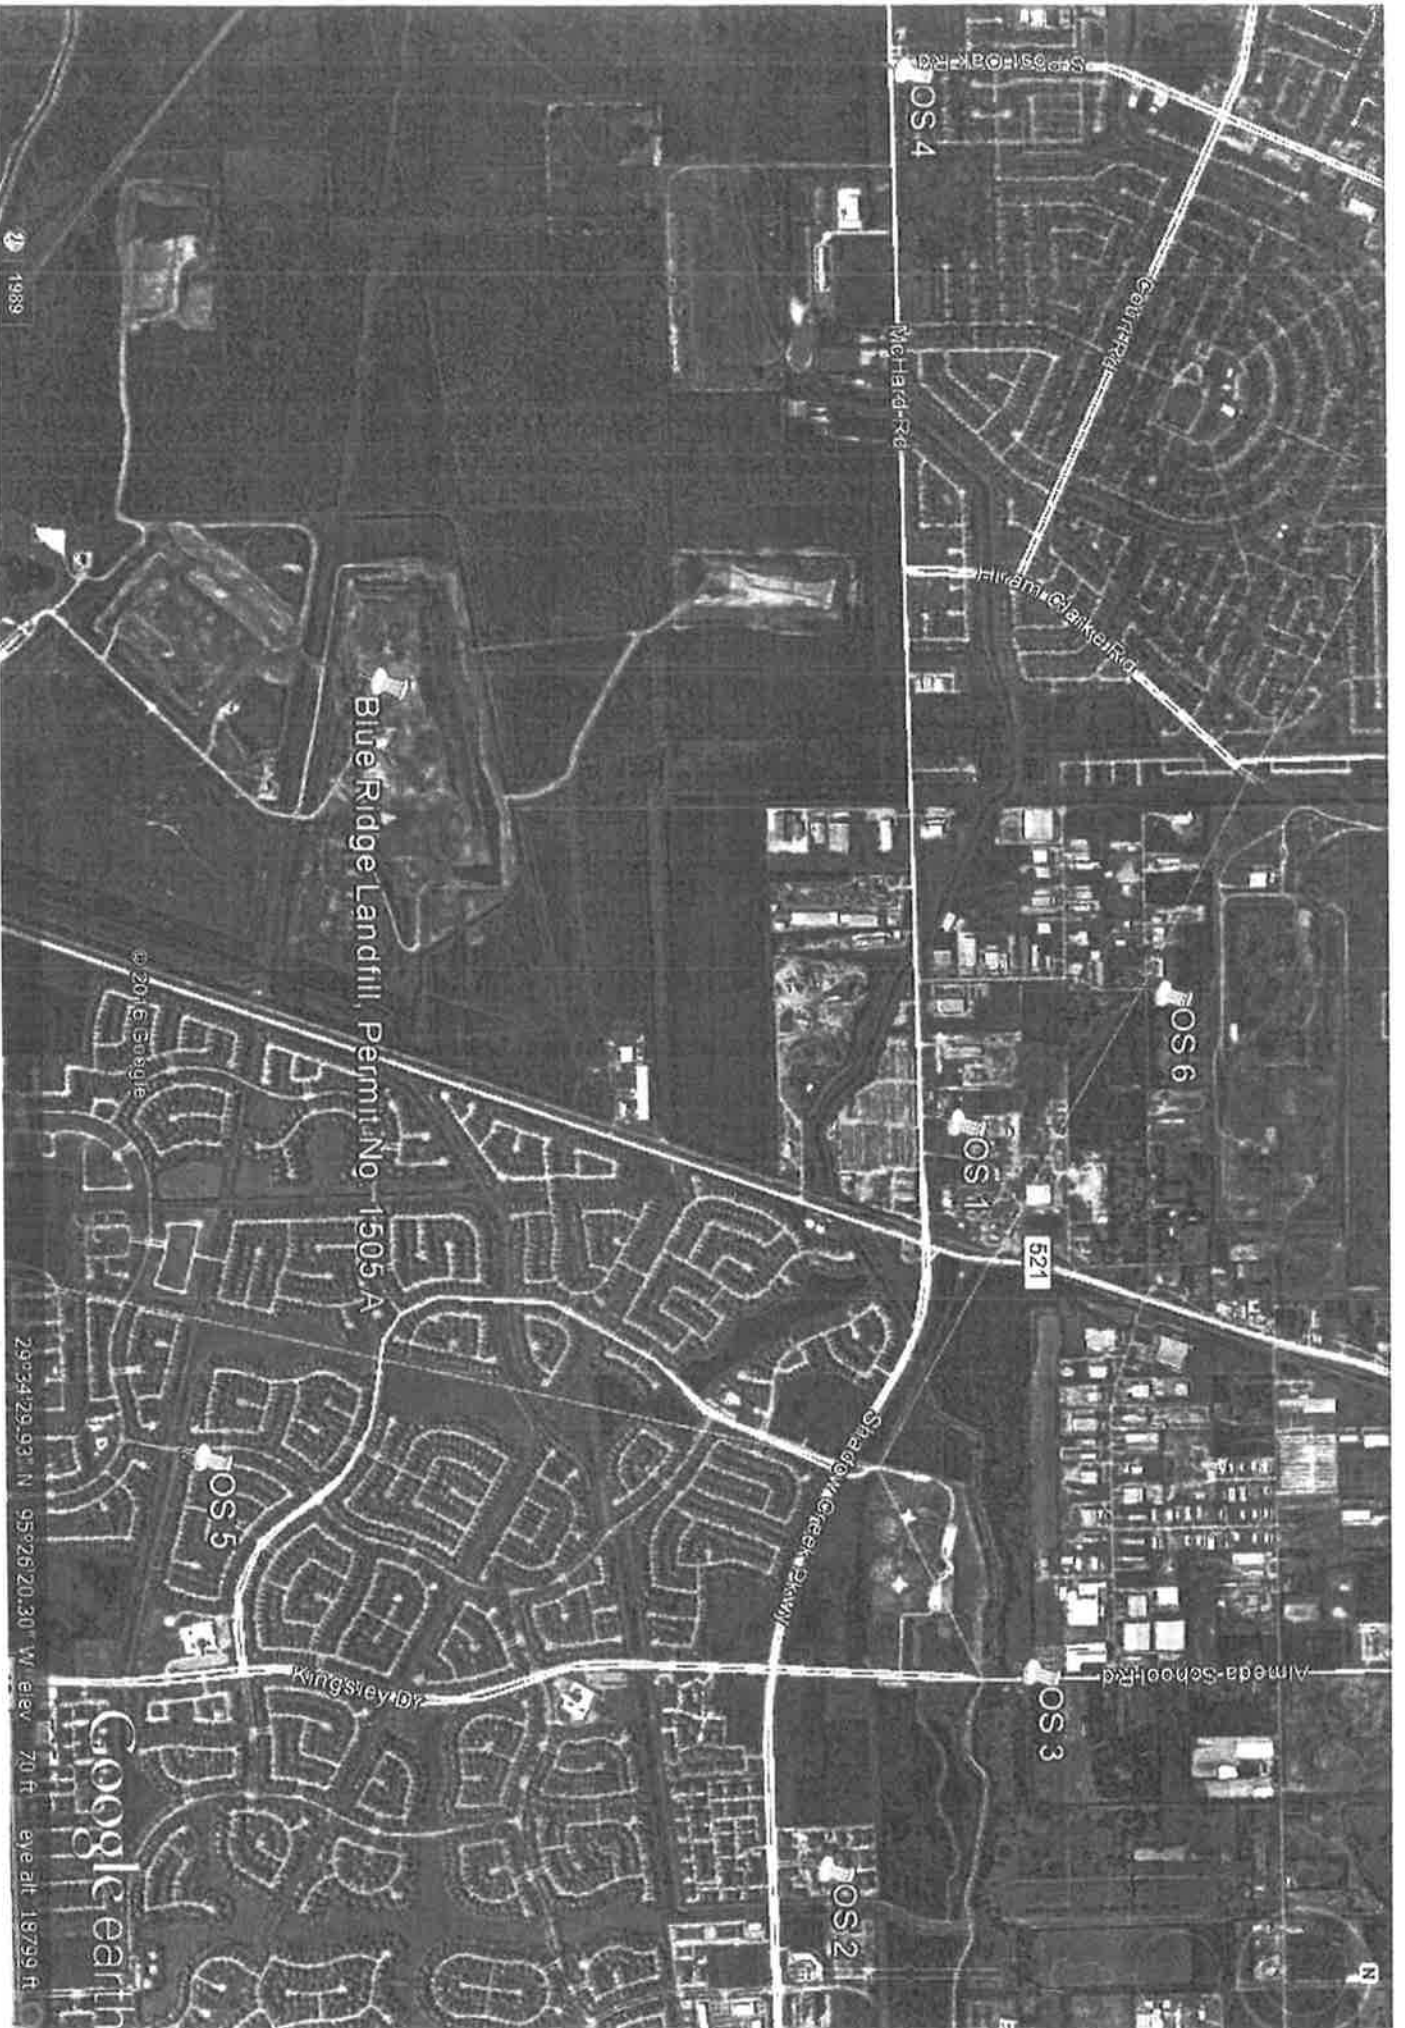 S Post Oak Rd
OS 4
Court Rd
McHard Rd
Hiram Clarke Rd
OS 6
OS 1
521
Blue Ridge Landfill, Permit No. 1505 A
Shadow Creek Pkwy
Almeda School Rd
OS 3
OS 5
Kingsley Dr
OS 2
N
1989
© 2016 Google
29°34'29.93" N 95°26'20.30" W elev 70 ft eye alt 18799 ft
Google earth